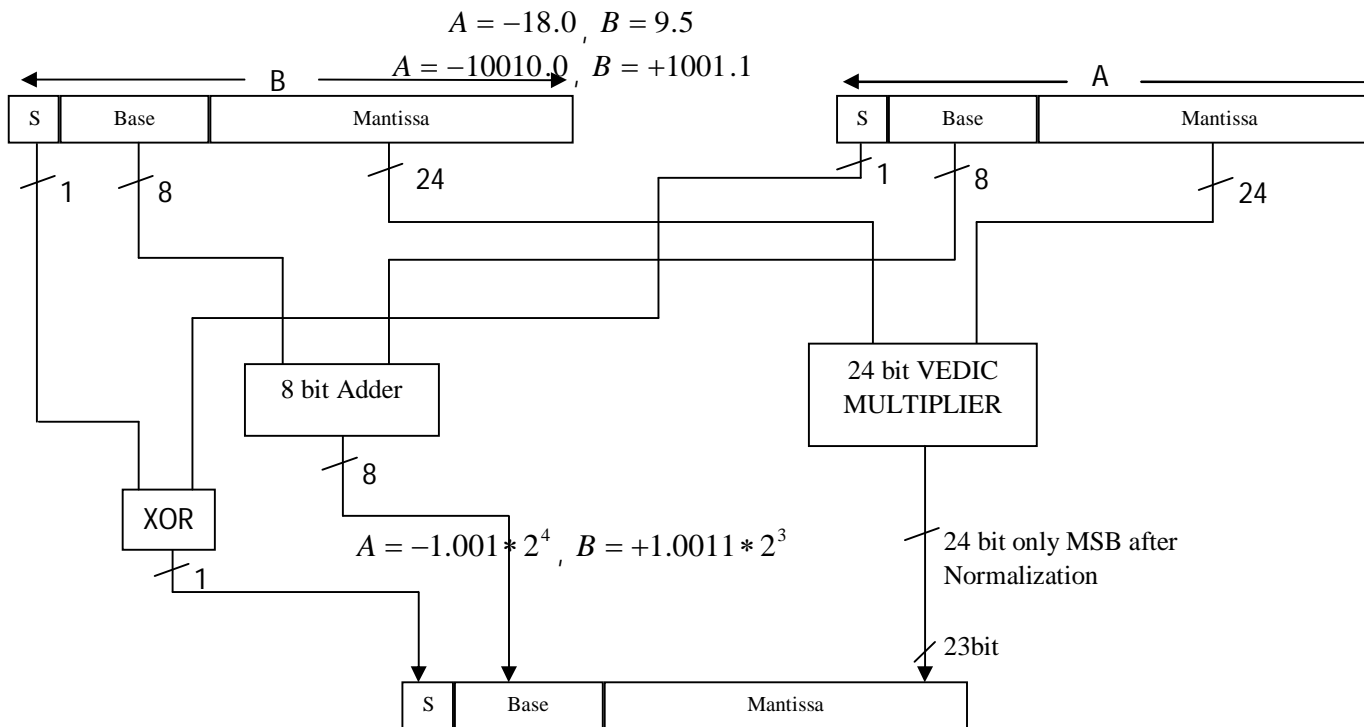 A = −18.0 , B = 9.5
A = −10010.0 , B = +1001.1
B
A
S Base Mantissa
S Base Mantissa
1
8
24
1
8
24
8 bit Adder
24 bit VEDIC
MULTIPLIER
8
XOR
A = −1.001 * 2^4 , B = +1.0011 * 2^3
24 bit only MSB after
Normalization
1
23bit
S Base Mantissa